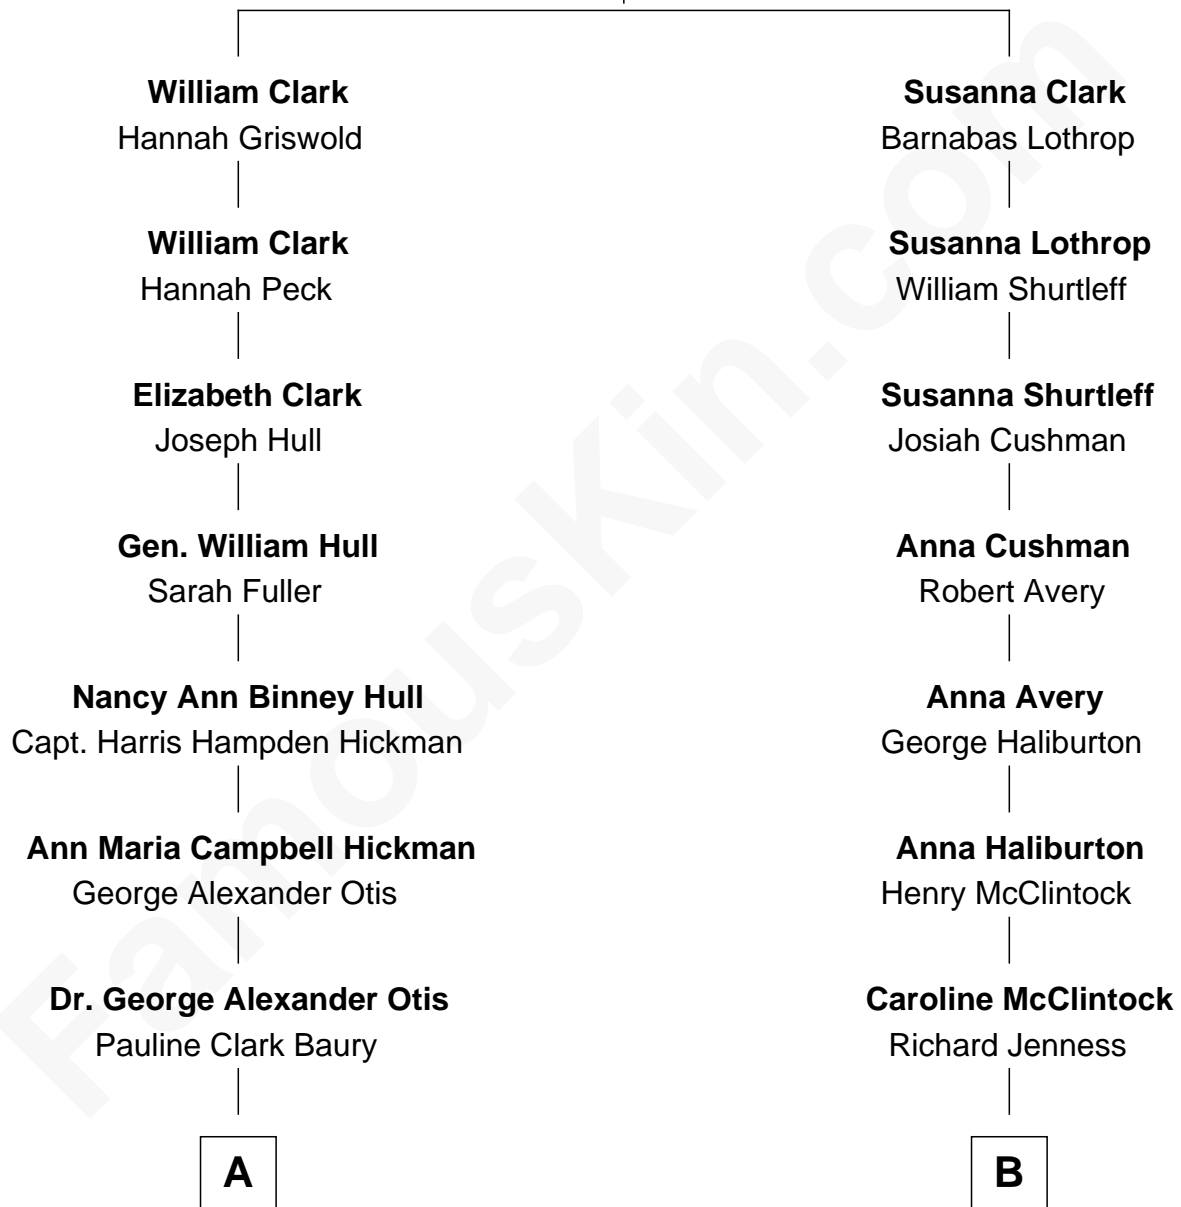 William Clark
Hannah Griswold
William Clark
Hannah Peck
Elizabeth Clark
Joseph Hull
Gen. William Hull
Sarah Fuller
Nancy Ann Binney Hull
Capt. Harris Hampden Hickman
Ann Maria Campbell Hickman
George Alexander Otis
Dr. George Alexander Otis
Pauline Clark Baury
A
Susanna Clark
Barnabas Lothrop
Susanna Lothrop
William Shurtleff
Susanna Shurtleff
Josiah Cushman
Anna Cushman
Robert Avery
Anna Avery
George Haliburton
Anna Haliburton
Henry McClintock
Caroline McClintock
Richard Jenness
B
FamousKin.com